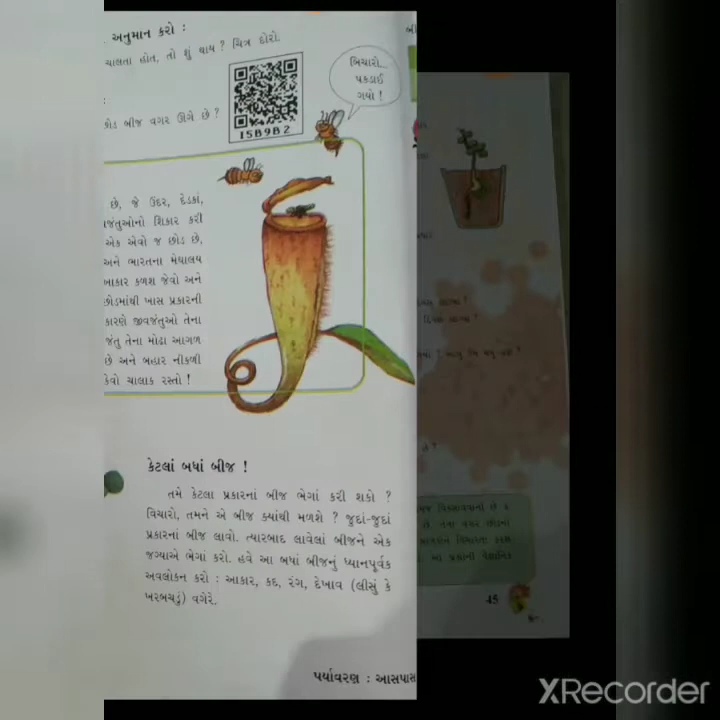 અનુમાન કરો :
ચાલતા હોત, તો શું થાય ? ચિત્ર દોરો.
બિચારો...
પકડાઈ
ગયો !
છોડ બીજ વગર ઊગે છે ?
I5B9B2
છે, જે ઉંદર, દેડકાં,
જંતુઓનો શિકાર કરી
એક એવો જ છોડ છે,
અને ભારતના મેઘાલય
આકાર કળશ જેવો અને
છોડમાંથી ખાસ પ્રકારની
કારણે જીવજંતુઓ તેના
જંતુ તેના મોઢા આગળ
છે અને બહાર નીકળી
કેવો ચાલાક રસ્તો !
કેટલાં બધાં બીજ !
તમે કેટલા પ્રકારનાં બીજ ભેગાં કરી શકો ?
વિચારો, તમને એ બીજ ક્યાંથી મળશે ? જુદાં-જુદાં
પ્રકારનાં બીજ લાવો. ત્યારબાદ લાવેલાં બીજને એક
જગ્યાએ ભેગાં કરો. હવે આ બધાં બીજનું ધ્યાનપૂર્વક
અવલોકન કરો : આકાર, કદ, રંગ, દેખાવ (લીસું કે
ખરબચડું) વગેરે.
પર્યાવરણ : આસપાસ
45
XRecorder